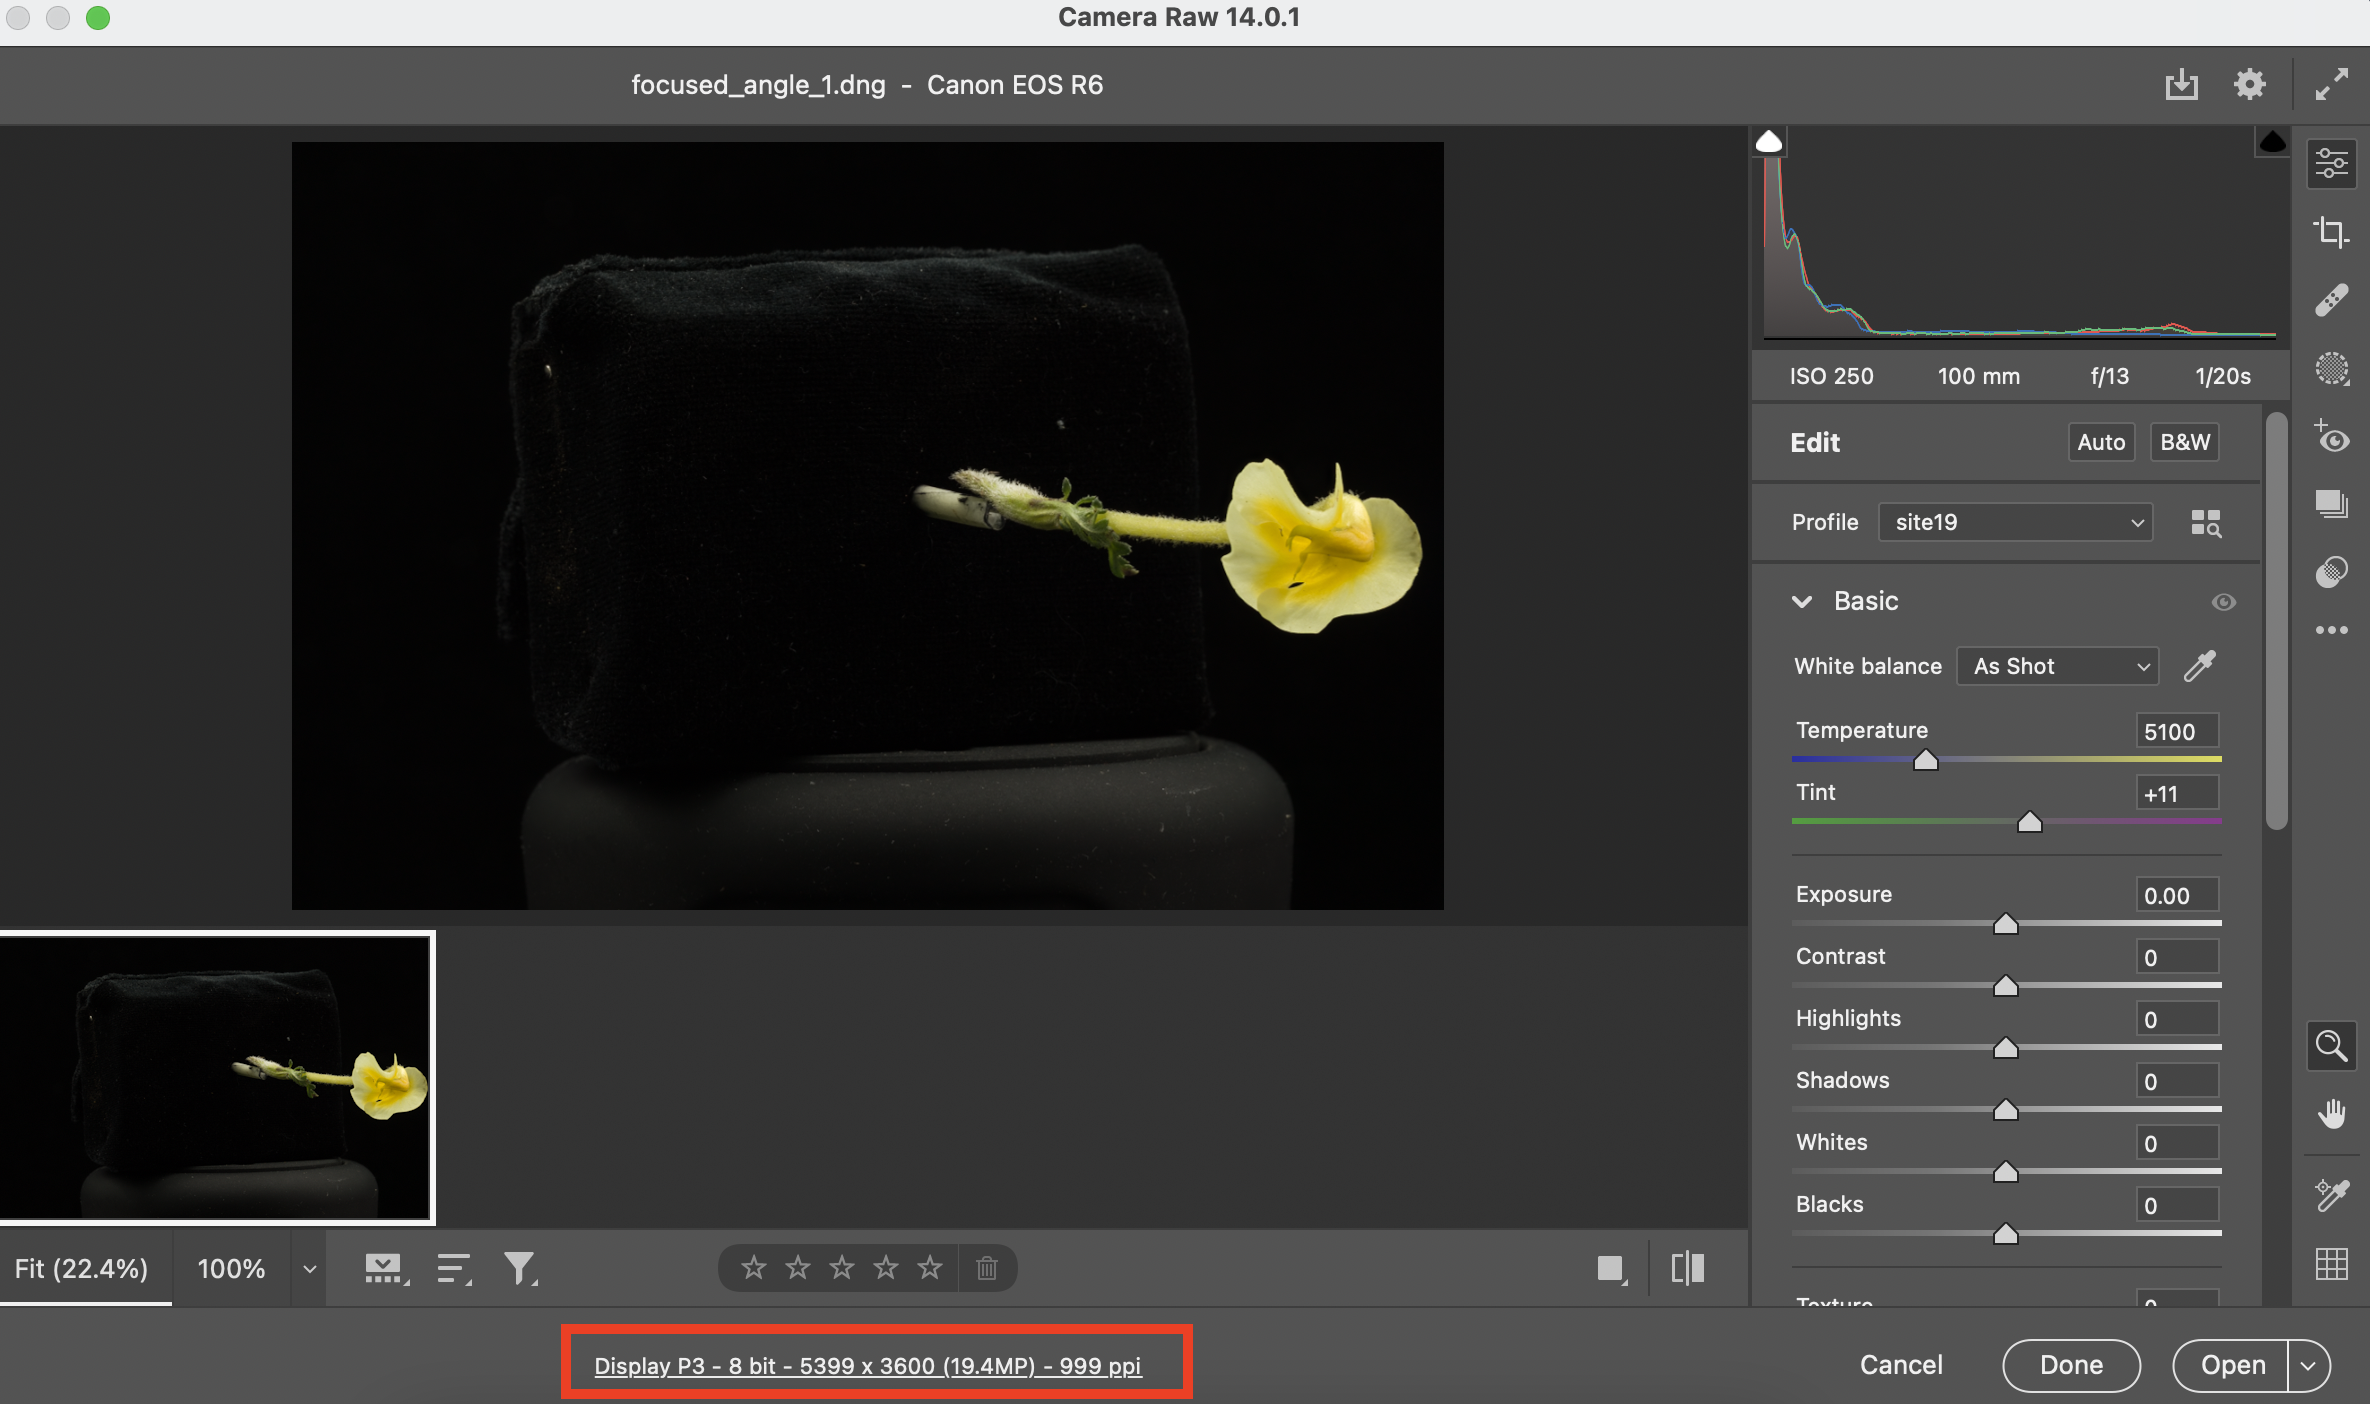 Camera Raw 14.0.1
focused_angle_1.dng - Canon EOS R6
ISO 250 100 mm f/13 1/20s
Edit Auto B&W
Profile site19
Basic
White balance As Shot
Temperature 5100
Tint +11
Exposure 0.00
Contrast 0
Highlights 0
Shadows 0
Whites 0
Blacks 0
Texture 0
Fit (22.4%) 100%
Display P3 - 8 bit - 5399 x 3600 (19.4MP) - 999 ppi
Cancel Done Open